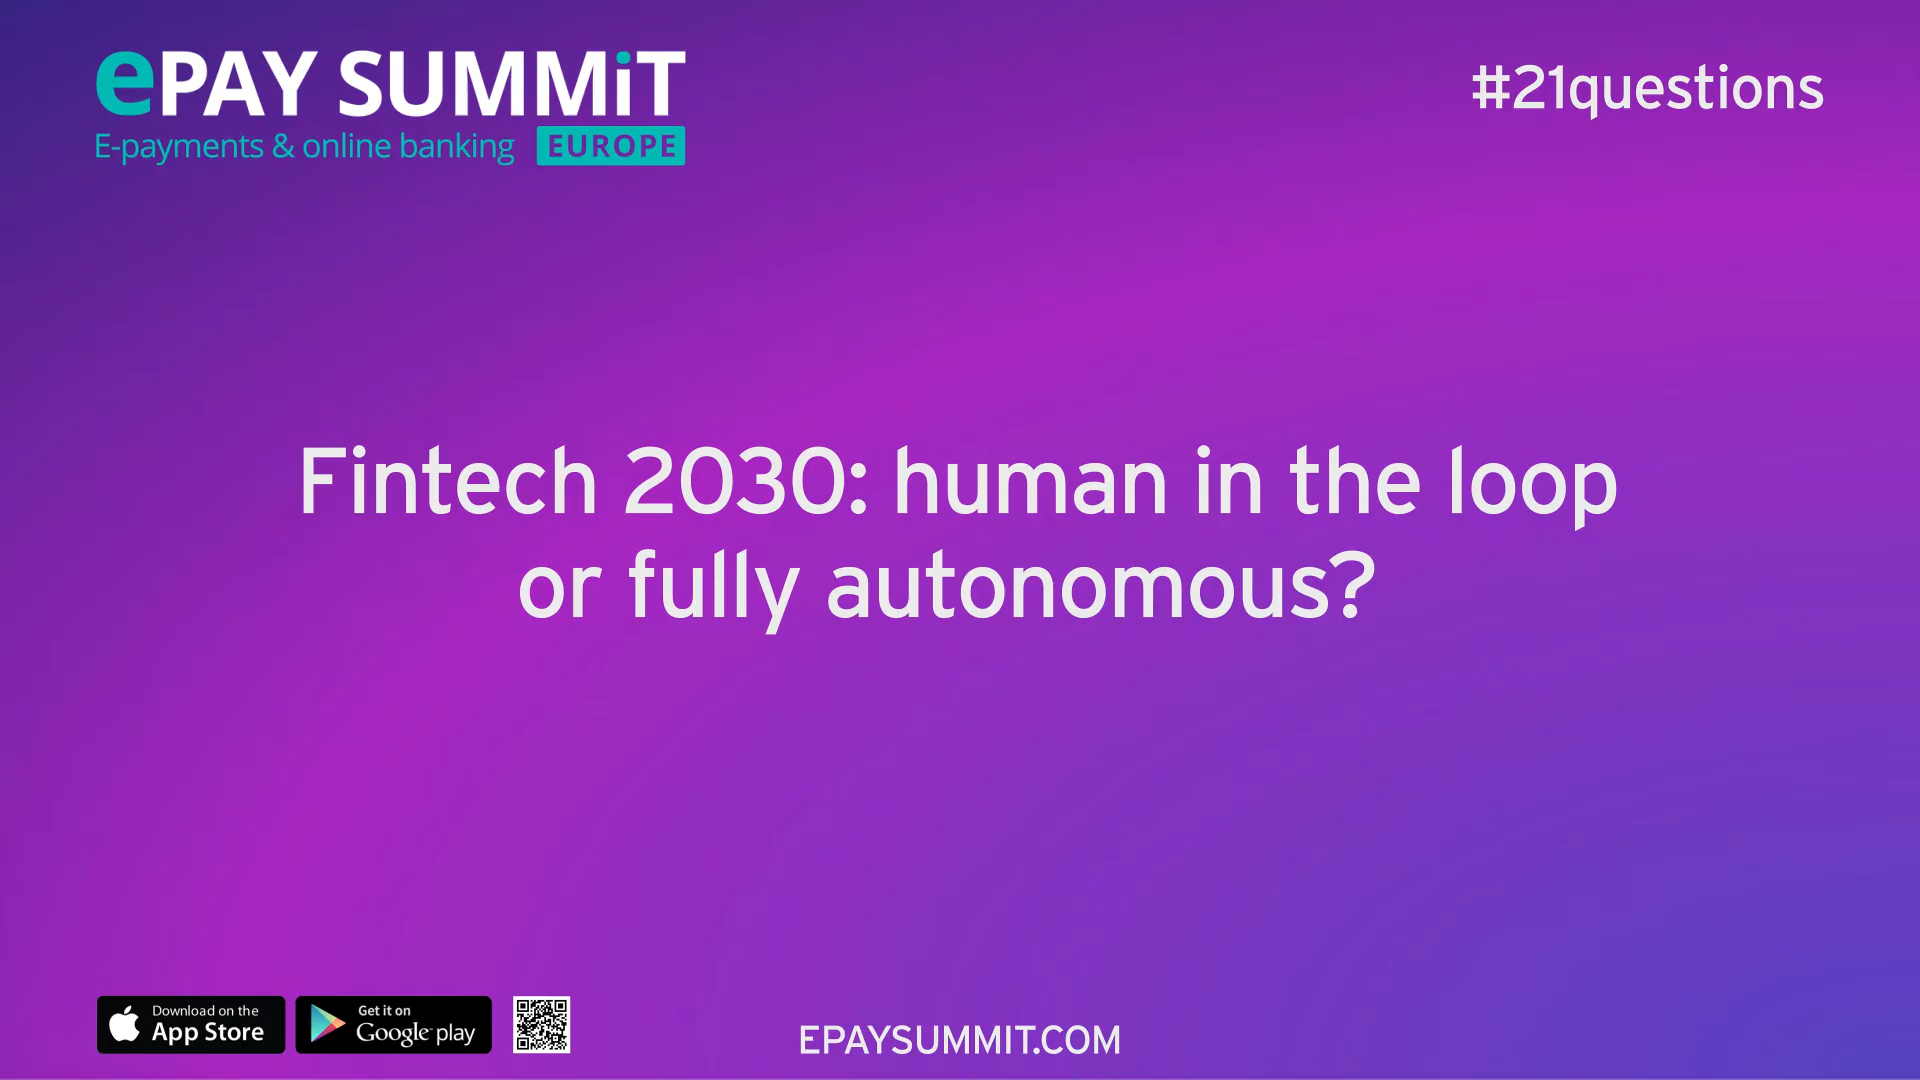 ePAY SUMMiT
E-payments & online banking EUROPE
#21questions
Fintech 2030: human in the loop
or fully autonomous?
Download on the
App Store
Get it on
Google play
EPAYSUMMIT.COM